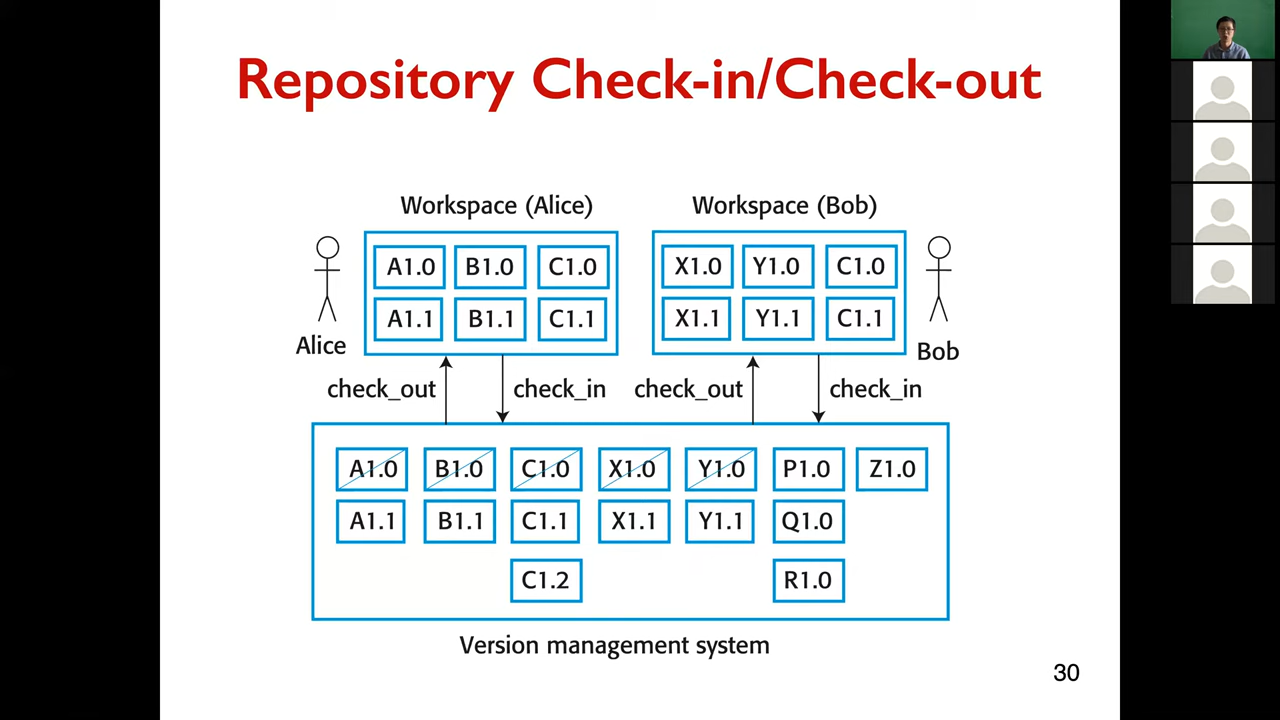 Repository Check-in/Check-out
Workspace (Alice)
Workspace (Bob)
A1.0 B1.0 C1.0
A1.1 B1.1 C1.1
Alice
X1.0 Y1.0 C1.0
X1.1 Y1.1 C1.1
Bob
check_out check_in
check_out check_in
A1.0 B1.0 C1.0 X1.0 Y1.0 P1.0 Z1.0
A1.1 B1.1 C1.1 X1.1 Y1.1 Q1.0
C1.2 R1.0
Version management system
30